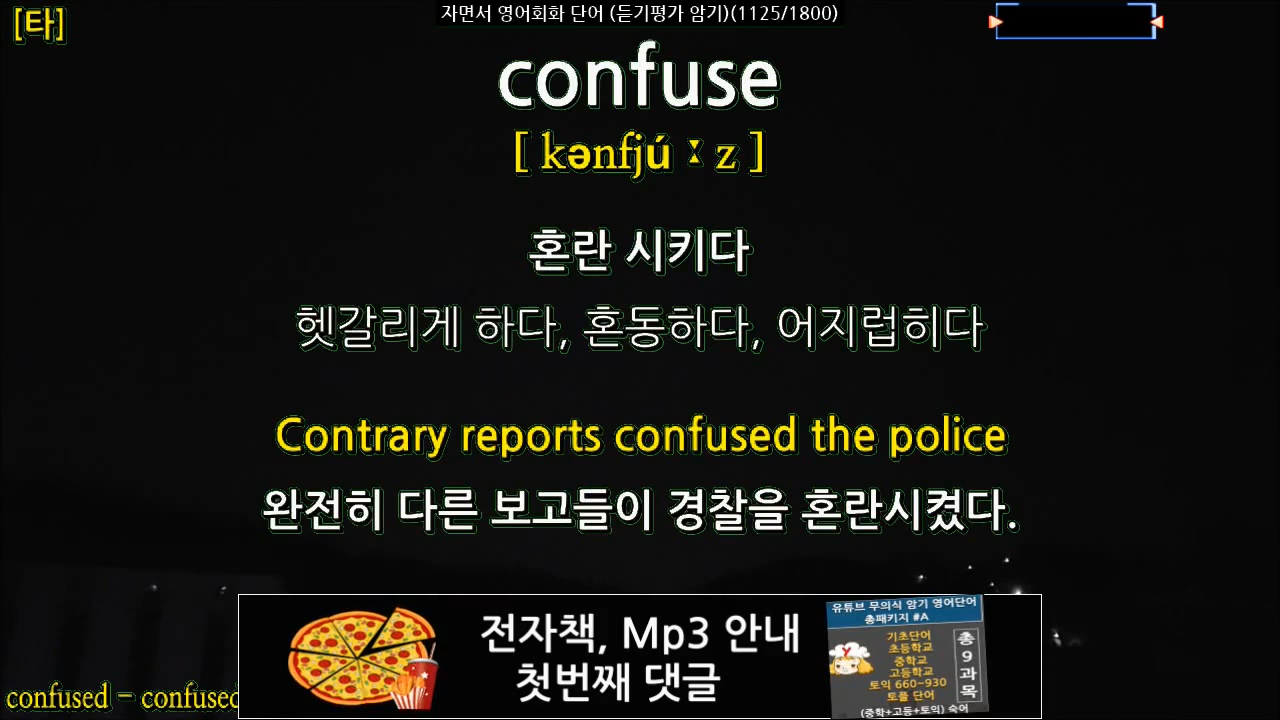 자면서 영어회화 단어 (듣기평가 암기)(1125/1800)
[타]
confuse
[ kənfjúːz ]
혼란 시키다
헷갈리게 하다, 혼동하다, 어지럽히다
Contrary reports confused the police
완전히 다른 보고들이 경찰을 혼란시켰다.
전자책, Mp3 안내
첫번째 댓글
유튜브 무의식 암기 영어단어
총패키지 #A
기초단어
초등학교
중학교
고등학교
토익 660~930
토플 단어
총9과목
(중학+고등+토익) 숙어
confused - confused